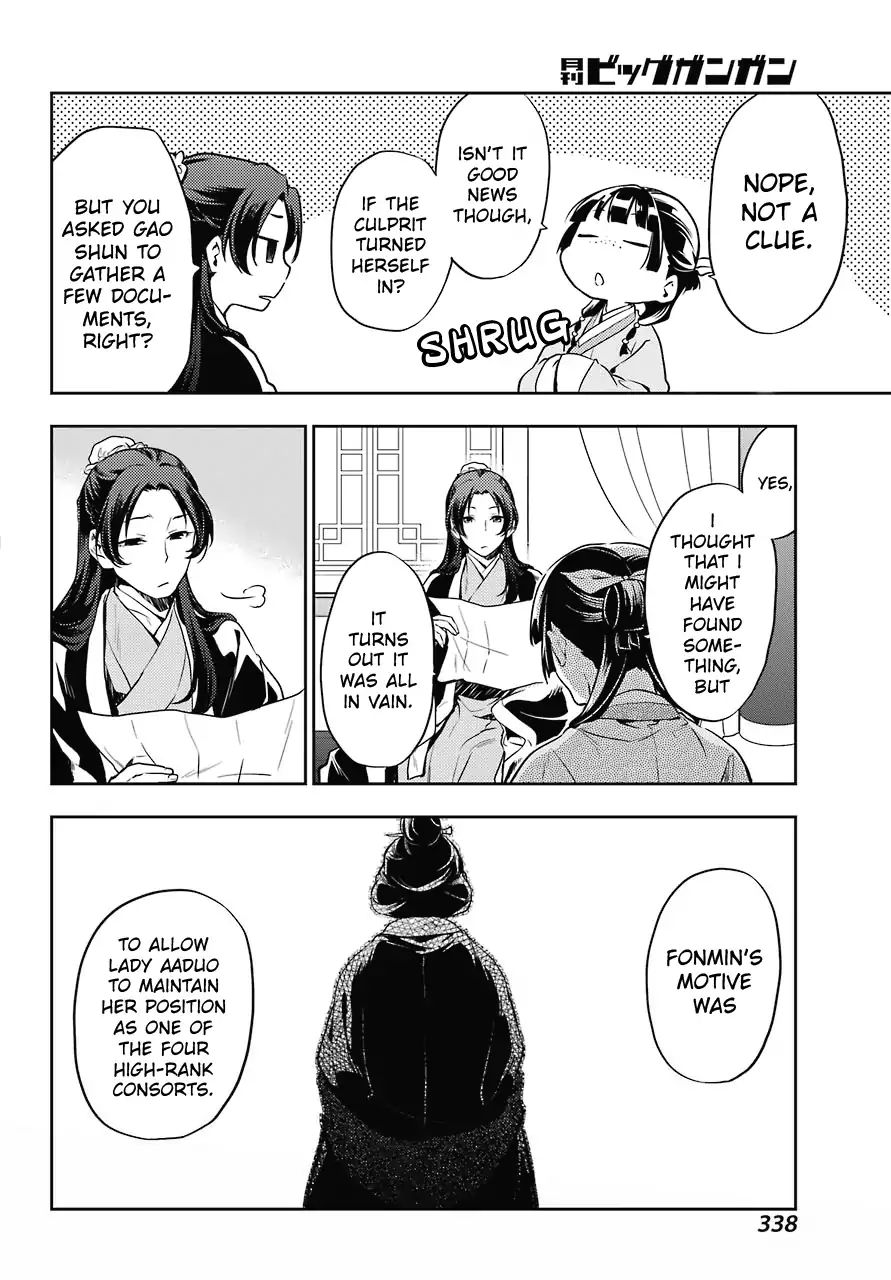 月刊ビッグガンガン
NOPE,
NOT A
CLUE.
ISN'T IT
GOOD
NEWS
THOUGH,
IF THE
CULPRIT
TURNED
HERSELF
IN?
SHRUG
BUT YOU
ASKED GAO
SHUN TO
GATHER A
FEW DOCU-
MENTS,
RIGHT?
YES,
I
THOUGHT
THAT I
MIGHT
HAVE
FOUND
SOME-
THING,
BUT
IT
TURNS
OUT IT
WAS ALL
IN VAIN.
FONMIN'S
MOTIVE
WAS
TO ALLOW
LADY AADUO
TO MAINTAIN
HER POSITION
AS ONE OF
THE FOUR
HIGH-RANK
CONSORTS.
338